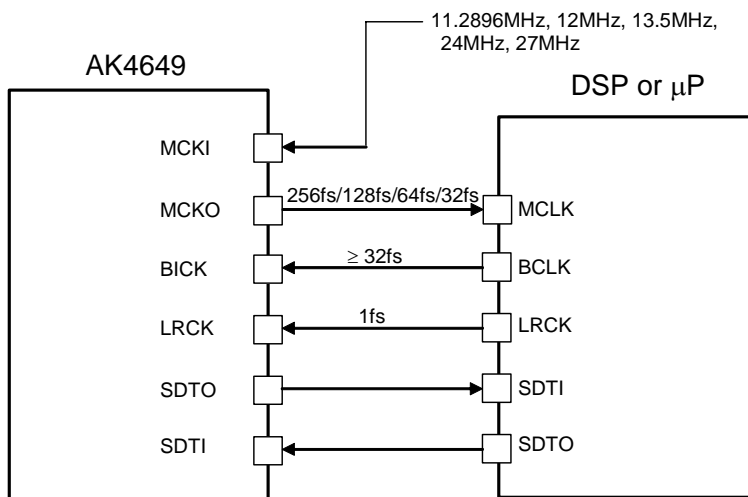 11.2896MHz, 12MHz, 13.5MHz,
24MHz, 27MHz
AK4649
DSP or μP
MCKI
MCKO
256fs/128fs/64fs/32fs
MCLK
BICK
≥ 32fs
BCLK
LRCK
1fs
LRCK
SDTO
SDTI
SDTI
SDTO